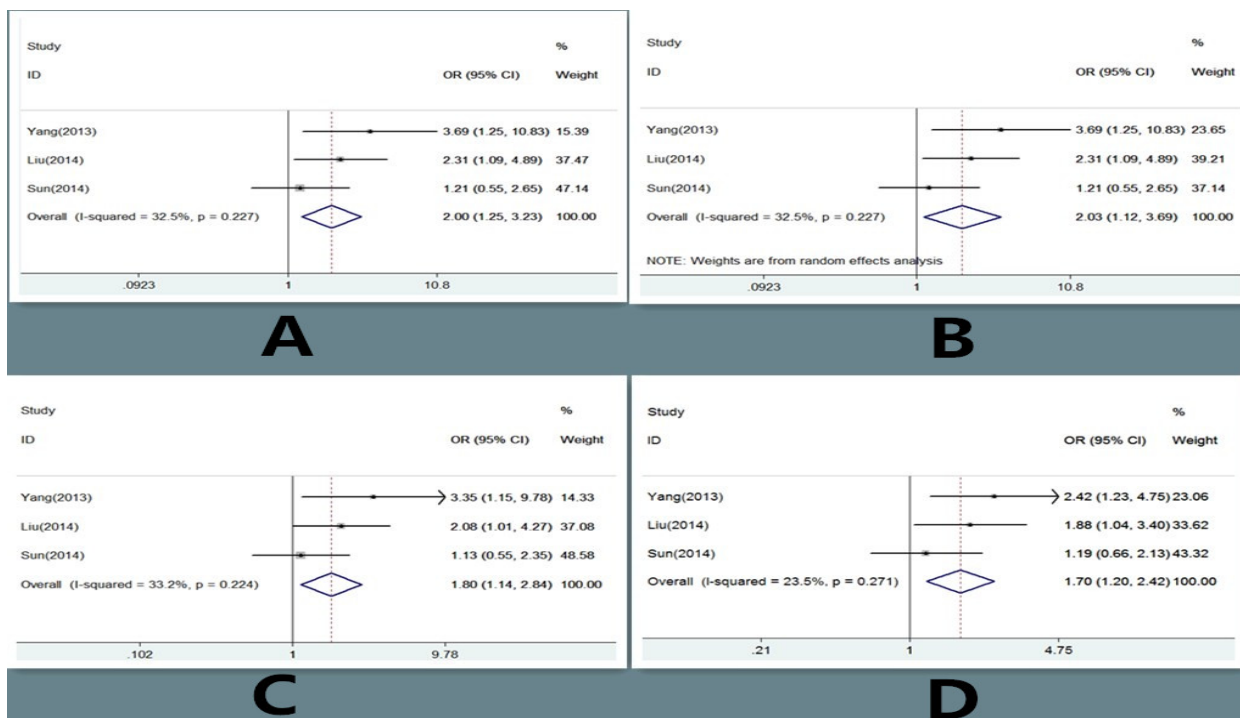 Study %
ID OR (95% CI) Weight
Yang(2013) 3.69 (1.25, 10.83) 15.39
Liu(2014) 2.31 (1.09, 4.89) 37.47
Sun(2014) 1.21 (0.55, 2.65) 47.14
Overall (I-squared = 32.5%, p = 0.227) 2.00 (1.25, 3.23) 100.00
.0923 1 10.8
A
Study %
ID OR (95% CI) Weight
Yang(2013) 3.69 (1.25, 10.83) 23.65
Liu(2014) 2.31 (1.09, 4.89) 39.21
Sun(2014) 1.21 (0.55, 2.65) 37.14
Overall (I-squared = 32.5%, p = 0.227) 2.03 (1.12, 3.69) 100.00
NOTE: Weights are from random effects analysis
.0923 1 10.8
B
Study %
ID OR (95% CI) Weight
Yang(2013) 3.35 (1.15, 9.78) 14.33
Liu(2014) 2.08 (1.01, 4.27) 37.08
Sun(2014) 1.13 (0.55, 2.35) 48.58
Overall (I-squared = 33.2%, p = 0.224) 1.80 (1.14, 2.84) 100.00
.102 1 9.78
C
Study %
ID OR (95% CI) Weight
Yang(2013) 2.42 (1.23, 4.75) 23.06
Liu(2014) 1.88 (1.04, 3.40) 33.62
Sun(2014) 1.19 (0.66, 2.13) 43.32
Overall (I-squared = 23.5%, p = 0.271) 1.70 (1.20, 2.42) 100.00
.21 1 4.75
D